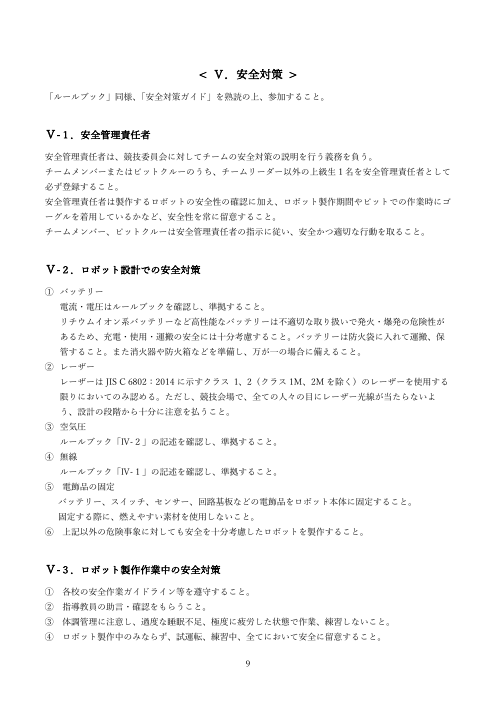 ＜ Ⅴ．安全対策 ＞
「ルールブック」同様、「安全対策ガイド」を熟読の上、参加すること。
Ⅴ-１．安全管理責任者
安全管理責任者は、競技委員会に対してチームの安全対策の説明を行う義務を負う。
チームメンバーまたはピットクルーのうち、チームリーダー以外の上級生１名を安全管理責任者として
必ず登録すること。
安全管理責任者は製作するロボットの安全性の確認に加え、ロボット製作期間やピットでの作業時にゴ
ーグルを着用しているかなど、安全性を常に留意すること。
チームメンバー、ピットクルーは安全管理責任者の指示に従い、安全かつ適切な行動を取ること。
Ⅴ-２．ロボット設計での安全対策
① バッテリー
電流・電圧はルールブックを確認し、準拠すること。
リチウムイオン系バッテリーなど高性能なバッテリーは不適切な取り扱いで発火・爆発の危険性が
あるため、充電・使用・運搬の安全には十分考慮すること。バッテリーは防火袋に入れて運搬、保
管すること。また消火器や防火箱などを準備し、万が一の場合に備えること。
② レーザー
レーザーは JIS C 6802：2014 に示すクラス 1、2（クラス 1M、2M を除く）のレーザーを使用する
限りにおいてのみ認める。ただし、競技会場で、全ての人々の目にレーザー光線が当たらないよ
う、設計の段階から十分に注意を払うこと。
③ 空気圧
ルールブック「Ⅳ-２」の記述を確認し、準拠すること。
④ 無線
ルールブック「Ⅳ-１」の記述を確認し、準拠すること。
⑤ 電飾品の固定
バッテリー、スイッチ、センサー、回路基板などの電飾品をロボット本体に固定すること。
固定する際に、燃えやすい素材を使用しないこと。
⑥ 上記以外の危険事象に対しても安全を十分考慮したロボットを製作すること。
Ⅴ-３．ロボット製作作業中の安全対策
① 各校の安全作業ガイドライン等を遵守すること。
② 指導教員の助言・確認をもらうこと。
③ 体調管理に注意し、過度な睡眠不足、極度に疲労した状態で作業、練習しないこと。
④ ロボット製作中のみならず、試運転、練習中、全てにおいて安全に留意すること。
9